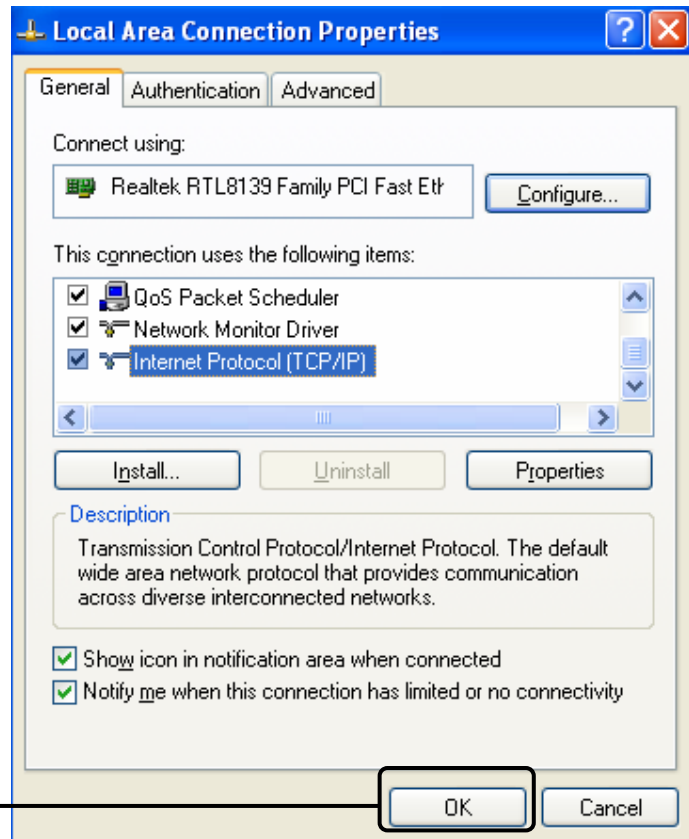 Local Area Connection Properties
General Authentication Advanced
Connect using:
Realtek RTL8139 Family PCI Fast Eth
Configure...
This connection uses the following items:
QoS Packet Scheduler
Network Monitor Driver
Internet Protocol (TCP/IP)
Install... Uninstall Properties
Description
Transmission Control Protocol/Internet Protocol. The default
wide area network protocol that provides communication
across diverse interconnected networks.
Show icon in notification area when connected
Notify me when this connection has limited or no connectivity
OK Cancel